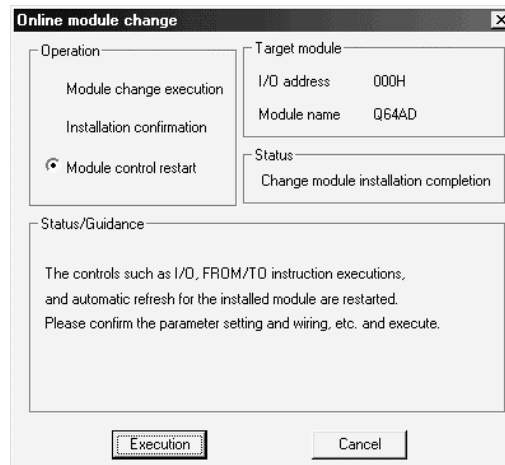 Online module change
Operation
Module change execution
Installation confirmation
Module control restart
Target module
I/O address 000H
Module name Q64AD
Status
Change module installation completion
Status/Guidance
The controls such as I/O, FROM/TO instruction executions,
and automatic refresh for the installed module are restarted.
Please confirm the parameter setting and wiring, etc. and execute.
Execution Cancel